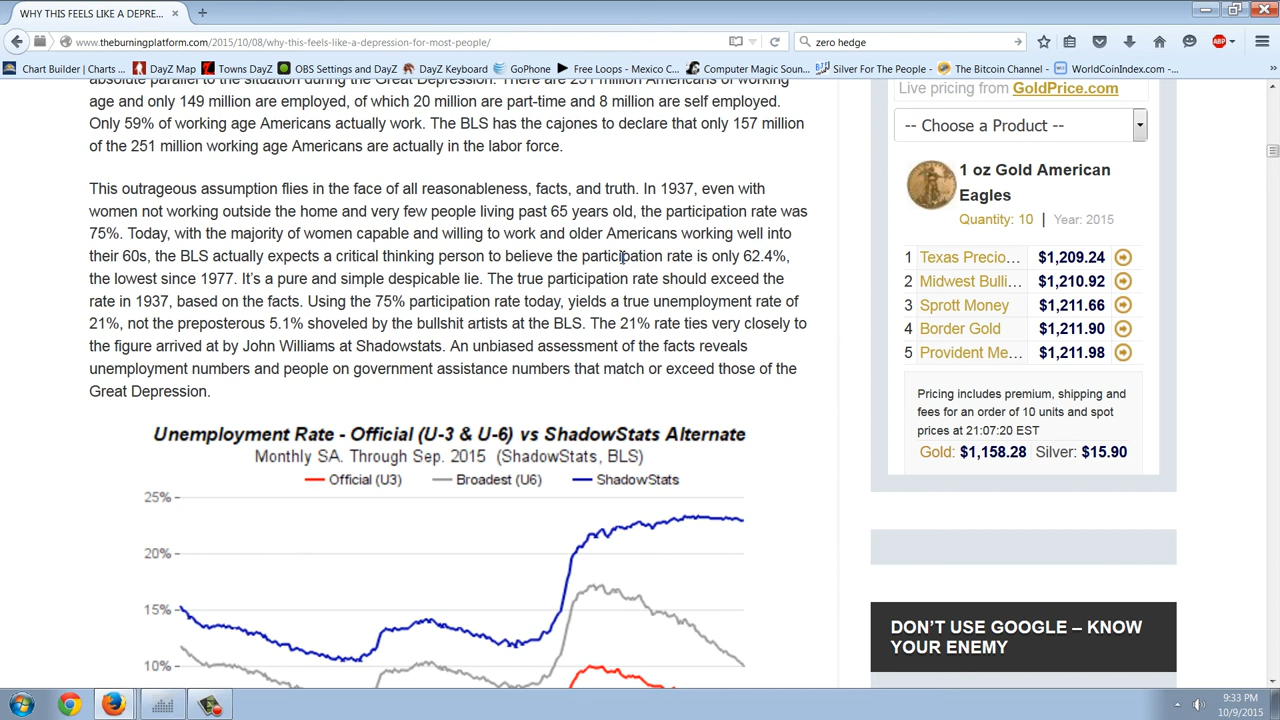 WHY THIS FEELS LIKE A DEPRE...
www.theburningplatform.com/2015/10/08/why-this-feels-like-a-depression-for-most-people/
zero hedge
ABP
Chart Builder | Charts ...
DayZ Map
Towns DayZ
OBS Settings and DayZ
DayZ Keyboard
GoPhone
Free Loops - Mexico C...
Computer Magic Soun...
Silver For The People - ...
The Bitcoin Channel - ...
WorldCoinIndex.com - ...
absolute parallel to the situation during the Great Depression. There are 251 million Americans of working
age and only 149 million are employed, of which 20 million are part-time and 8 million are self employed.
Only 59% of working age Americans actually work. The BLS has the cajones to declare that only 157 million
of the 251 million working age Americans are actually in the labor force.
This outrageous assumption flies in the face of all reasonableness, facts, and truth. In 1937, even with
women not working outside the home and very few people living past 65 years old, the participation rate was
75%. Today, with the majority of women capable and willing to work and older Americans working well into
their 60s, the BLS actually expects a critical thinking person to believe the participation rate is only 62.4%,
the lowest since 1977. It's a pure and simple despicable lie. The true participation rate should exceed the
rate in 1937, based on the facts. Using the 75% participation rate today, yields a true unemployment rate of
21%, not the preposterous 5.1% shoveled by the bullshit artists at the BLS. The 21% rate ties very closely to
the figure arrived at by John Williams at Shadowstats. An unbiased assessment of the facts reveals
unemployment numbers and people on government assistance numbers that match or exceed those of the
Great Depression.
Unemployment Rate - Official (U-3 & U-6) vs ShadowStats Alternate
Monthly SA. Through Sep. 2015 (ShadowStats, BLS)
Official (U3)
Broadest (U6)
ShadowStats
25%
20%
15%
10%
Live pricing from GoldPrice.com
-- Choose a Product --
1 oz Gold American
Eagles
Quantity: 10 | Year: 2015
1 Texas Precio... $1,209.24
2 Midwest Bulli... $1,210.92
3 Sprott Money $1,211.66
4 Border Gold $1,211.90
5 Provident Me... $1,211.98
Pricing includes premium, shipping and
fees for an order of 10 units and spot
prices at 21:07:20 EST
Gold: $1,158.28 Silver: $15.90
DON'T USE GOOGLE – KNOW
YOUR ENEMY
9:33 PM
10/9/2015